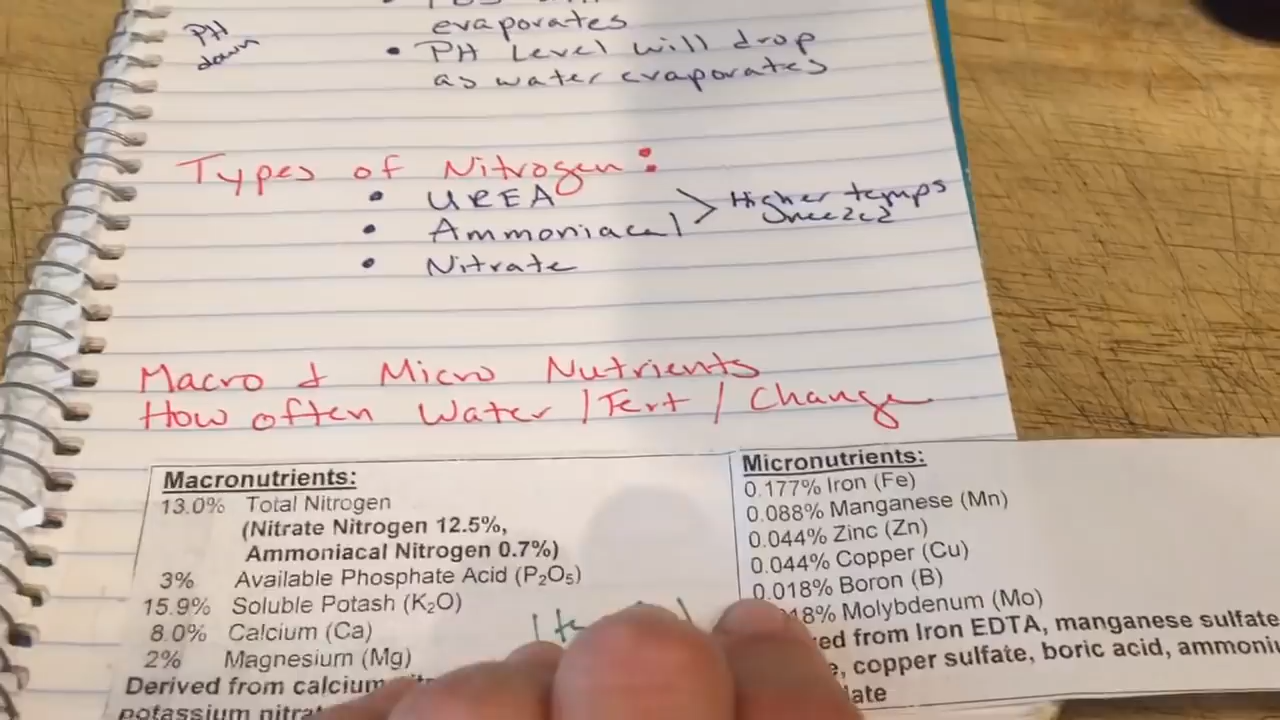 evaporates
PH
down
• PH Level will drop
as water evaporates
Types of Nitrogen:
• UREA
• Ammoniacal
> Higher temps
• Nitrate
Macro & Micro Nutrients
How often Water / Fert / Change
Macronutrients:
13.0% Total Nitrogen
(Nitrate Nitrogen 12.5%,
Ammoniacal Nitrogen 0.7%)
3% Available Phosphate Acid (P₂O₅)
15.9% Soluble Potash (K₂O)
8.0% Calcium (Ca)
2% Magnesium (Mg)
Derived from calcium
potassium
Micronutrients:
0.177% Iron (Fe)
0.088% Manganese (Mn)
0.044% Zinc (Zn)
0.044% Copper (Cu)
0.018% Boron (B)
18% Molybdenum (Mo)
from Iron EDTA, manganese sulfate
, copper sulfate, boric acid,